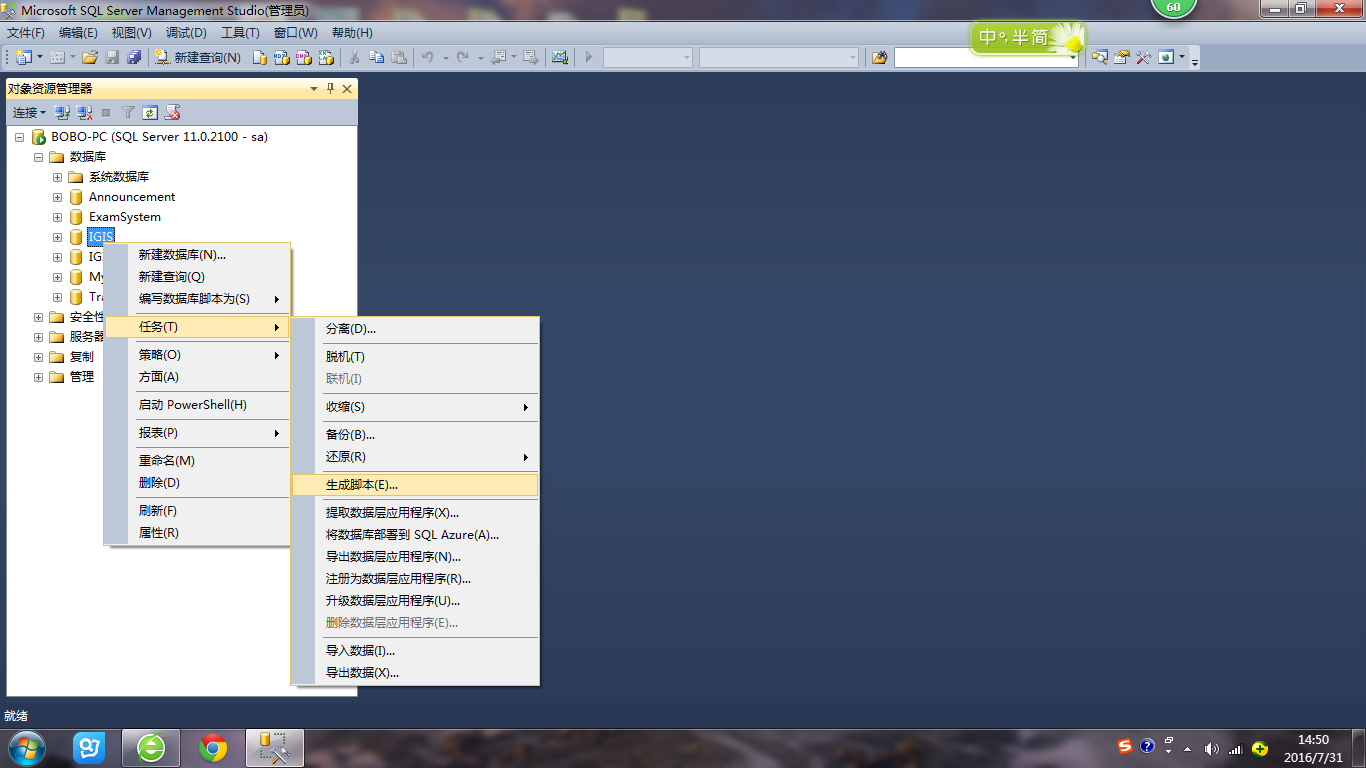 Microsoft SQL Server Management Studio(管理员)
60
文件(F) 编辑(E) 视图(V) 调试(D) 工具(T) 窗口(W) 帮助(H)
中 半 简
新建查询(N)
对象资源管理器
连接
BOBO-PC (SQL Server 11.0.2100 - sa)
数据库
系统数据库
Announcement
ExamSystem
IGIS
IG
My
Tra
安全性
服务器
复制
管理
新建数据库(N)...
新建查询(Q)
编写数据库脚本为(S)
任务(T)
策略(O)
方面(A)
启动 PowerShell(H)
报表(P)
重命名(M)
删除(D)
刷新(F)
属性(R)
分离(D)...
脱机(T)
联机(I)
收缩(S)
备份(B)...
还原(R)
生成脚本(E)...
提取数据层应用程序(X)...
将数据库部署到 SQL Azure(A)...
导出数据层应用程序(N)...
注册为数据层应用程序(R)...
升级数据层应用程序(U)...
删除数据层应用程序(E)...
导入数据(I)...
导出数据(X)...
就绪
14:50
2016/7/31